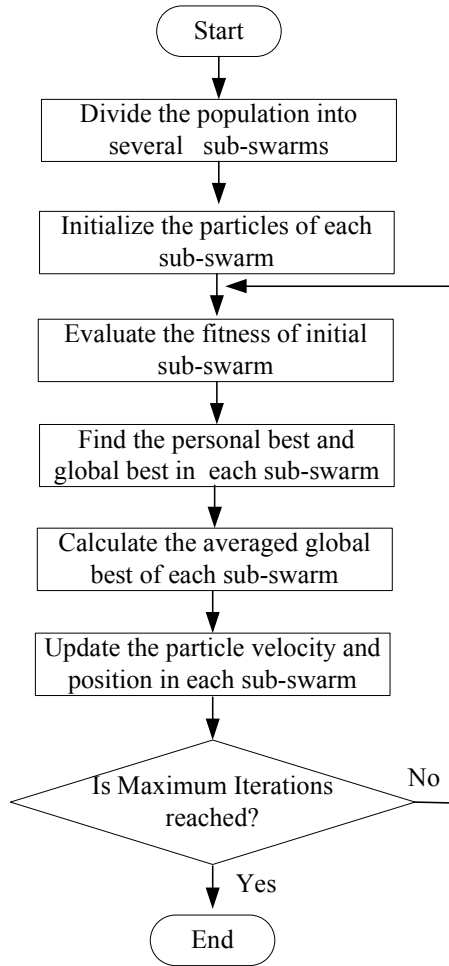 Start
Divide the population into
several sub-swarms
Initialize the particles of each
sub-swarm
Evaluate the fitness of initial
sub-swarm
Find the personal best and
global best in each sub-swarm
Calculate the averaged global
best of each sub-swarm
Update the particle velocity and
position in each sub-swarm
Is Maximum Iterations
reached?
No
Yes
End